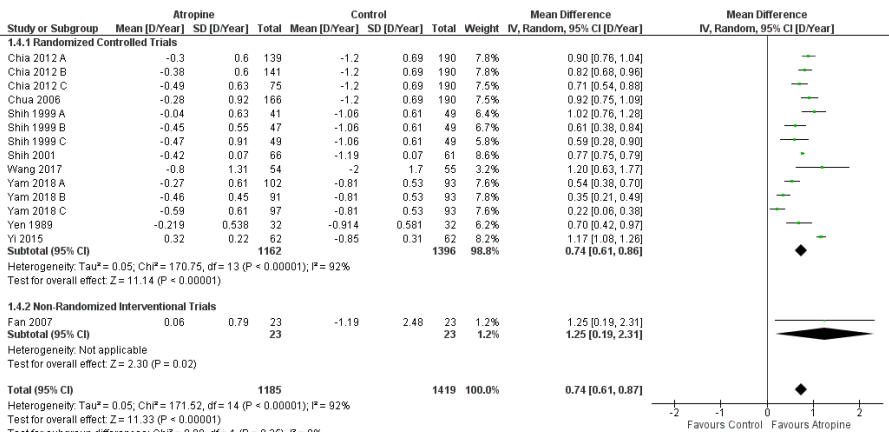 Atropine Control Mean Difference Mean Difference
Study or Subgroup Mean [D/Year] SD [D/Year] Total Mean [D/Year] SD [D/Year] Total Weight IV, Random, 95% CI [D/Year] IV, Random, 95% CI [D/Year]
1.4.1 Randomized Controlled Trials
Chia 2012 A -0.3 0.6 139 -1.2 0.69 190 7.8% 0.90 [0.76, 1.04]
Chia 2012 B -0.38 0.6 141 -1.2 0.69 190 7.8% 0.82 [0.68, 0.96]
Chia 2012 C -0.49 0.63 75 -1.2 0.69 190 7.5% 0.71 [0.54, 0.88]
Chua 2006 -0.28 0.92 166 -1.2 0.69 190 7.5% 0.92 [0.75, 1.09]
Shih 1999 A -0.04 0.63 41 -1.06 0.61 49 6.6% 1.02 [0.76, 1.28]
Shih 1999 B -0.45 0.55 47 -1.06 0.61 49 6.9% 0.61 [0.38, 0.84]
Shih 1999 C -0.47 0.91 49 -1.06 0.61 49 6.2% 0.59 [0.28, 0.90]
Shih 2001 -0.42 0.07 66 -1.19 0.07 61 8.5% 0.77 [0.75, 0.79]
Wang 2017 -0.8 1.31 54 -2 1.7 55 3.2% 1.20 [0.63, 1.77]
Yam 2018 A -0.27 0.61 102 -0.81 0.53 93 7.6% 0.54 [0.38, 0.70]
Yam 2018 B -0.46 0.45 91 -0.81 0.53 93 7.8% 0.35 [0.21, 0.49]
Yam 2018 C -0.59 0.61 97 -0.81 0.53 93 7.6% 0.22 [0.06, 0.38]
Yen 1989 -0.219 0.538 32 -0.914 0.581 32 6.5% 0.70 [0.42, 0.97]
Yi 2015 0.32 0.22 62 -0.85 0.31 62 8.2% 1.17 [1.08, 1.26]
Subtotal (95% CI) 1162 1396 98.8% 0.74 [0.61, 0.86]
Heterogeneity: Tau² = 0.05; Chi² = 170.75, df = 13 (P < 0.00001); I² = 92%
Test for overall effect: Z = 11.14 (P < 0.00001)
1.4.2 Non-Randomized Interventional Trials
Fan 2007 0.06 0.79 23 -1.19 2.48 23 1.2% 1.25 [0.19, 2.31]
Subtotal (95% CI) 23 23 1.2% 1.25 [0.19, 2.31]
Heterogeneity: Not applicable
Test for overall effect: Z = 2.30 (P = 0.02)
Total (95% CI) 1185 1419 100.0% 0.74 [0.61, 0.87]
Heterogeneity: Tau² = 0.05; Chi² = 171.52, df = 14 (P < 0.00001); I² = 92%
Test for overall effect: Z = 11.33 (P < 0.00001)
-2 -1 0 1 2
Favours Control Favours Atropine